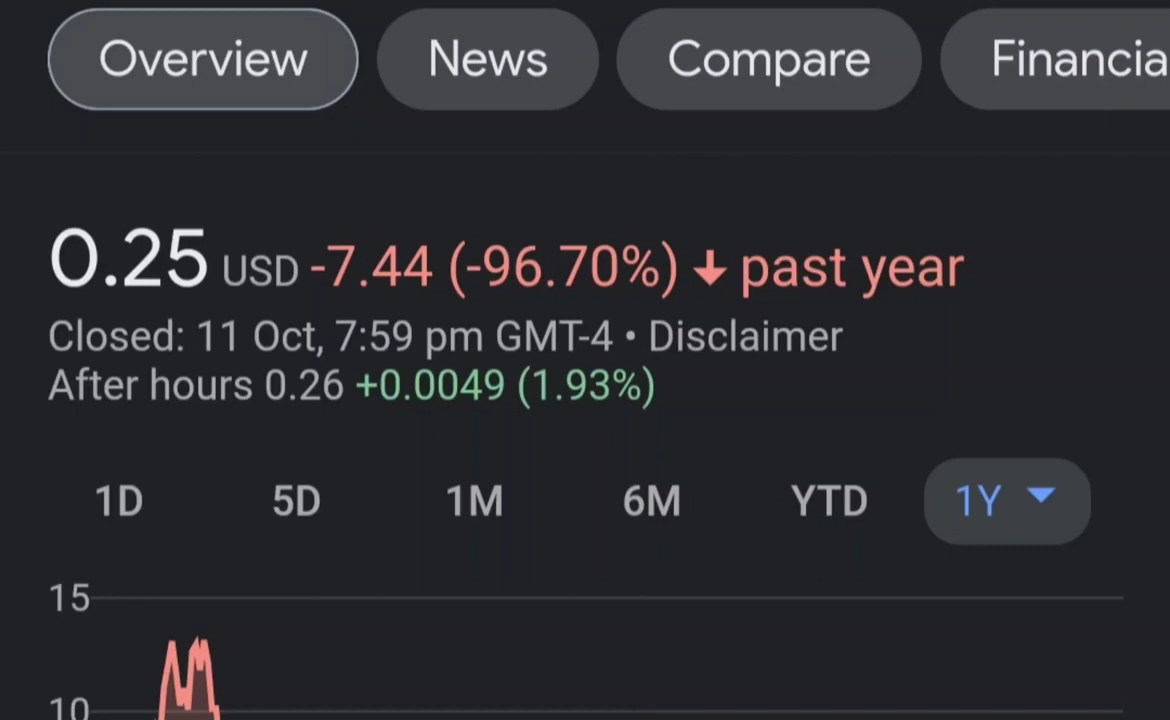 Overview News Compare Financia
0.25 USD -7.44 (-96.70%) ↓ past year
Closed: 11 Oct, 7:59 pm GMT-4 • Disclaimer
After hours 0.26 +0.0049 (1.93%)
1D 5D 1M 6M YTD 1Y
15
10